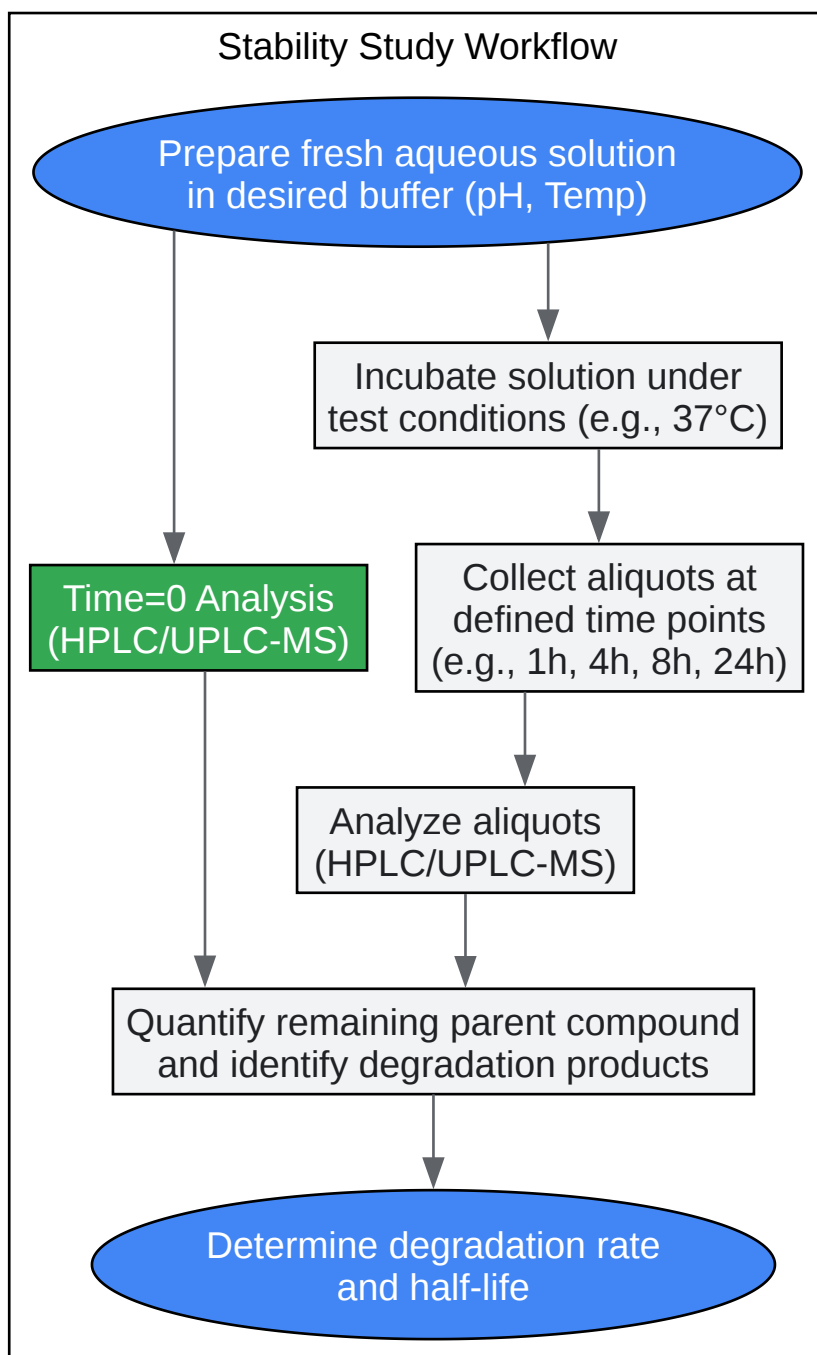 Stability Study Workflow
Prepare fresh aqueous solution
in desired buffer (pH, Temp)
Incubate solution under
test conditions (e.g., 37°C)
Time=0 Analysis
(HPLC/UPLC-MS)
Collect aliquots at
defined time points
(e.g., 1h, 4h, 8h, 24h)
Analyze aliquots
(HPLC/UPLC-MS)
Quantify remaining parent compound
and identify degradation products
Determine degradation rate
and half-life